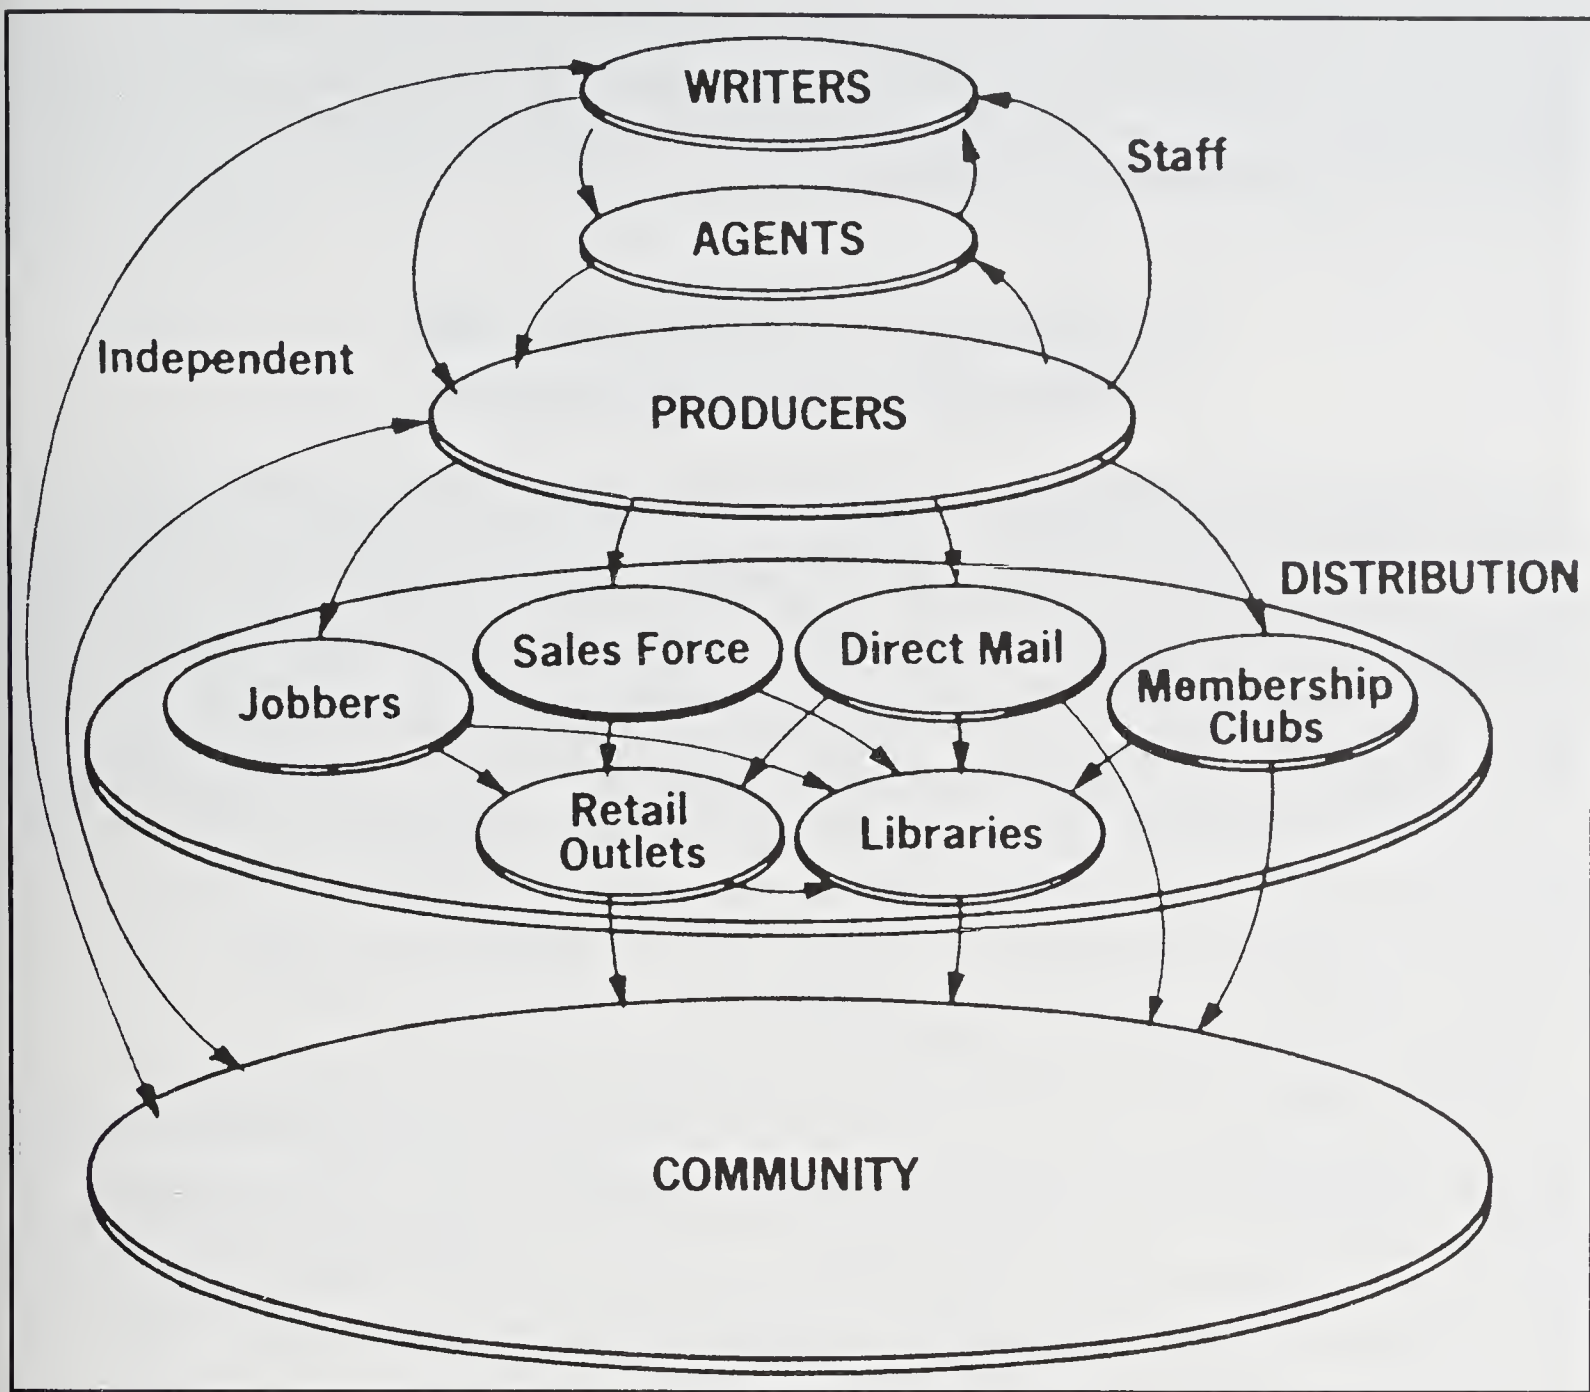 WRITERS
Staff
AGENTS
Independent
PRODUCERS
DISTRIBUTION
Sales Force
Direct Mail
Jobbers
Membership
Clubs
Retail
Outlets
Libraries
COMMUNITY